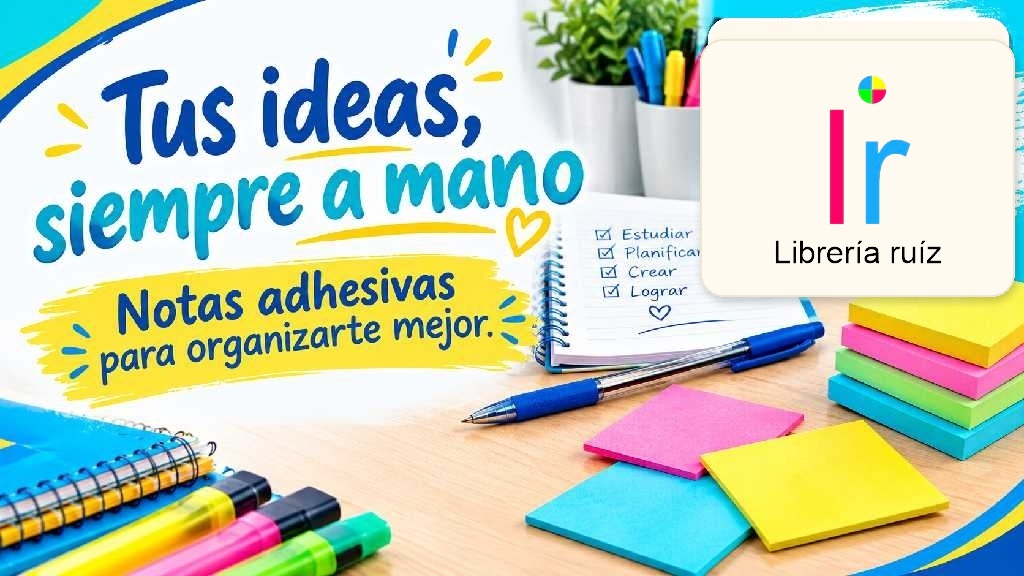 Tus ideas,
siempre a mano
Notas adhesivas
para organizarte mejor.
Estudiar
Planificar
Crear
Lograr
lr
Librería ruíz